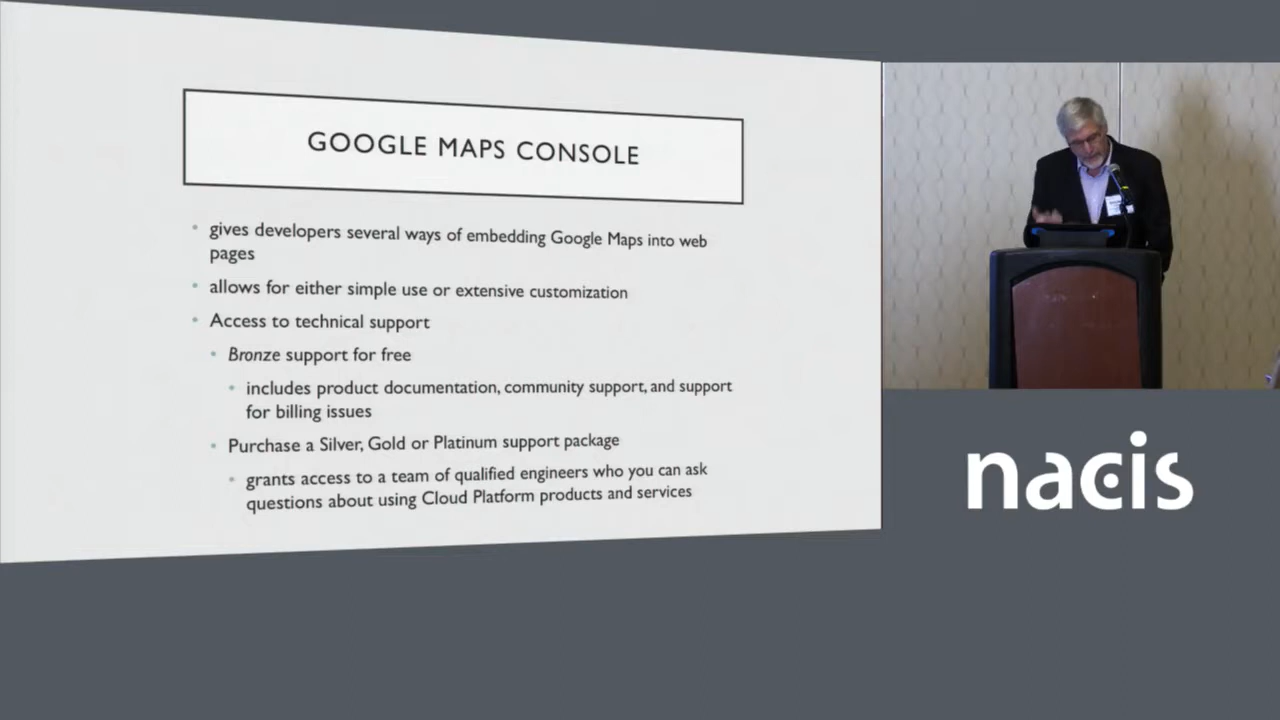 GOOGLE MAPS CONSOLE
gives developers several ways of embedding Google Maps into web
pages
allows for either simple use or extensive customization
Access to technical support
Bronze support for free
includes product documentation, community support, and support
for billing issues
Purchase a Silver, Gold or Platinum support package
grants access to a team of qualified engineers who you can ask
questions about using Cloud Platform products and services
nacis